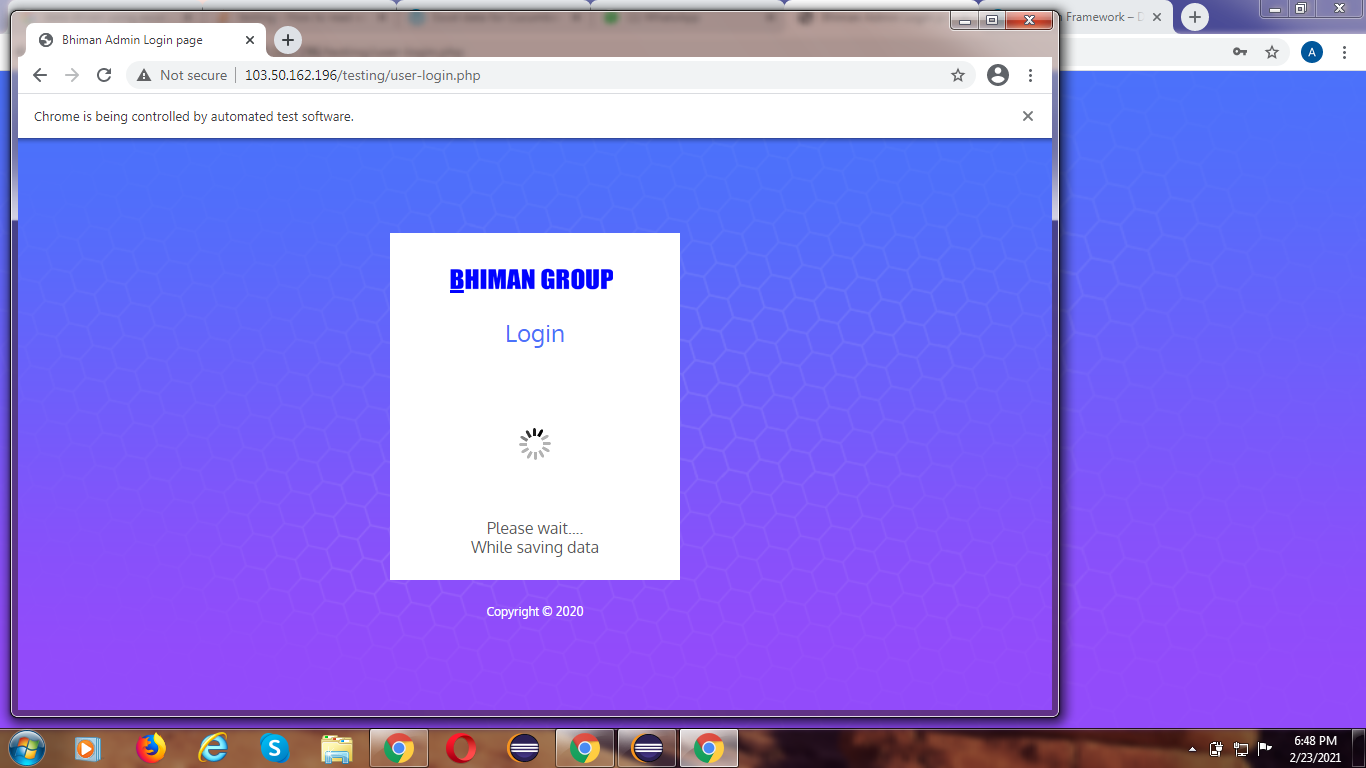 Framework – D
Bhiman Admin Login page
Not secure
103.50.162.196/testing/user-login.php
A
Chrome is being controlled by automated test software.
BHIMAN GROUP
Login
Please wait....
While saving data
Copyright © 2020
6:48 PM
2/23/2021